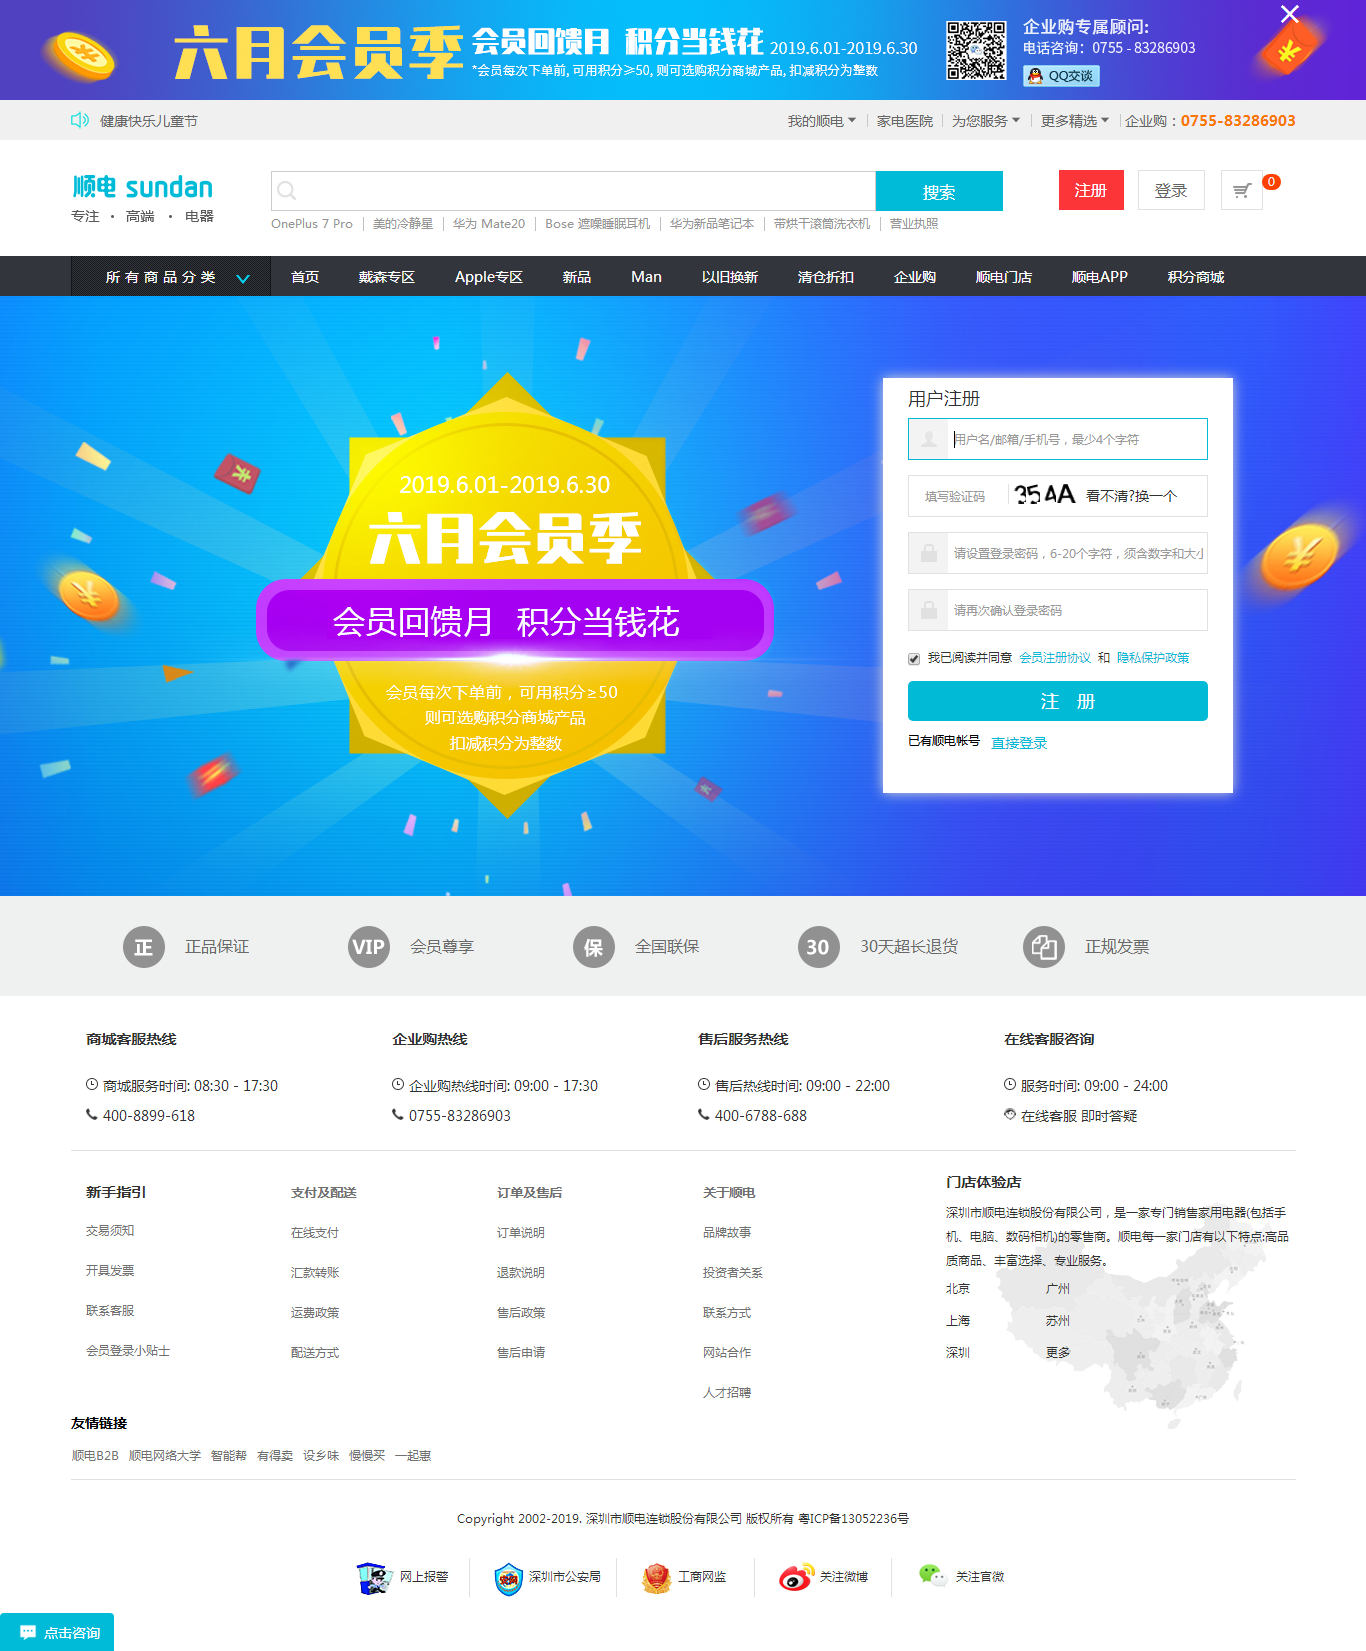 六月会员季 会员回馈月 积分当钱花 2019.6.01-2019.6.30
*会员每次下单前, 可用积分≥50, 则可选购积分商城产品, 扣减积分为整数
企业购专属顾问:
电话咨询：0755 - 83286903
QQ交谈
健康快乐儿童节
我的顺电 家电医院 为您服务 更多精选 企业购：0755-83286903
顺电 sundan
专注 · 高端 · 电器
搜索
注册 登录 0
OnePlus 7 Pro 美的冷静星 华为 Mate20 Bose 遮噪睡眠耳机 华为新品笔记本 带烘干滚筒洗衣机 营业执照
所有商品分类 首页 戴森专区 Apple专区 新品 Man 以旧换新 清仓折扣 企业购 顺电门店 顺电APP 积分商城
2019.6.01-2019.6.30
六月会员季
会员回馈月 积分当钱花
会员每次下单前，可用积分≥50
则可选购积分商城产品
扣减积分为整数
用户注册
用户名/邮箱/手机号，最少4个字符
填写验证码 354A 看不清?换一个
请设置登录密码，6-20个字符，须含数字和大小
请再次确认登录密码
我已阅读并同意 会员注册协议 和 隐私保护政策
注 册
已有顺电帐号 直接登录
正 正品保证 VIP 会员尊享 保 全国联保 30 30天超长退货 正规发票
商城客服热线 企业购热线 售后服务热线 在线客服咨询
商城服务时间: 08:30 - 17:30 企业购热线时间: 09:00 - 17:30 售后热线时间: 09:00 - 22:00 服务时间: 09:00 - 24:00
400-8899-618 0755-83286903 400-6788-688 在线客服 即时答疑
新手指引
交易须知
开具发票
联系客服
会员登录小贴士
支付及配送
在线支付
汇款转账
运费政策
配送方式
订单及售后
订单说明
退款说明
售后政策
售后申请
关于顺电
品牌故事
投资者关系
联系方式
网站合作
人才招聘
门店体验店
深圳市顺电连锁股份有限公司，是一家专门销售家用电器(包括手
机、电脑、数码相机)的零售商。顺电每一家门店有以下特点:高品
质商品、丰富选择、专业服务。
北京 广州
上海 苏州
深圳 更多
友情链接
顺电B2B 顺电网络大学 智能帮 有得卖 设乡味 慢慢买 一起惠
Copyright 2002-2019. 深圳市顺电连锁股份有限公司 版权所有 粤ICP备13052236号
网上报警 深圳市公安局 工商网监 关注微博 关注官微
点击咨询